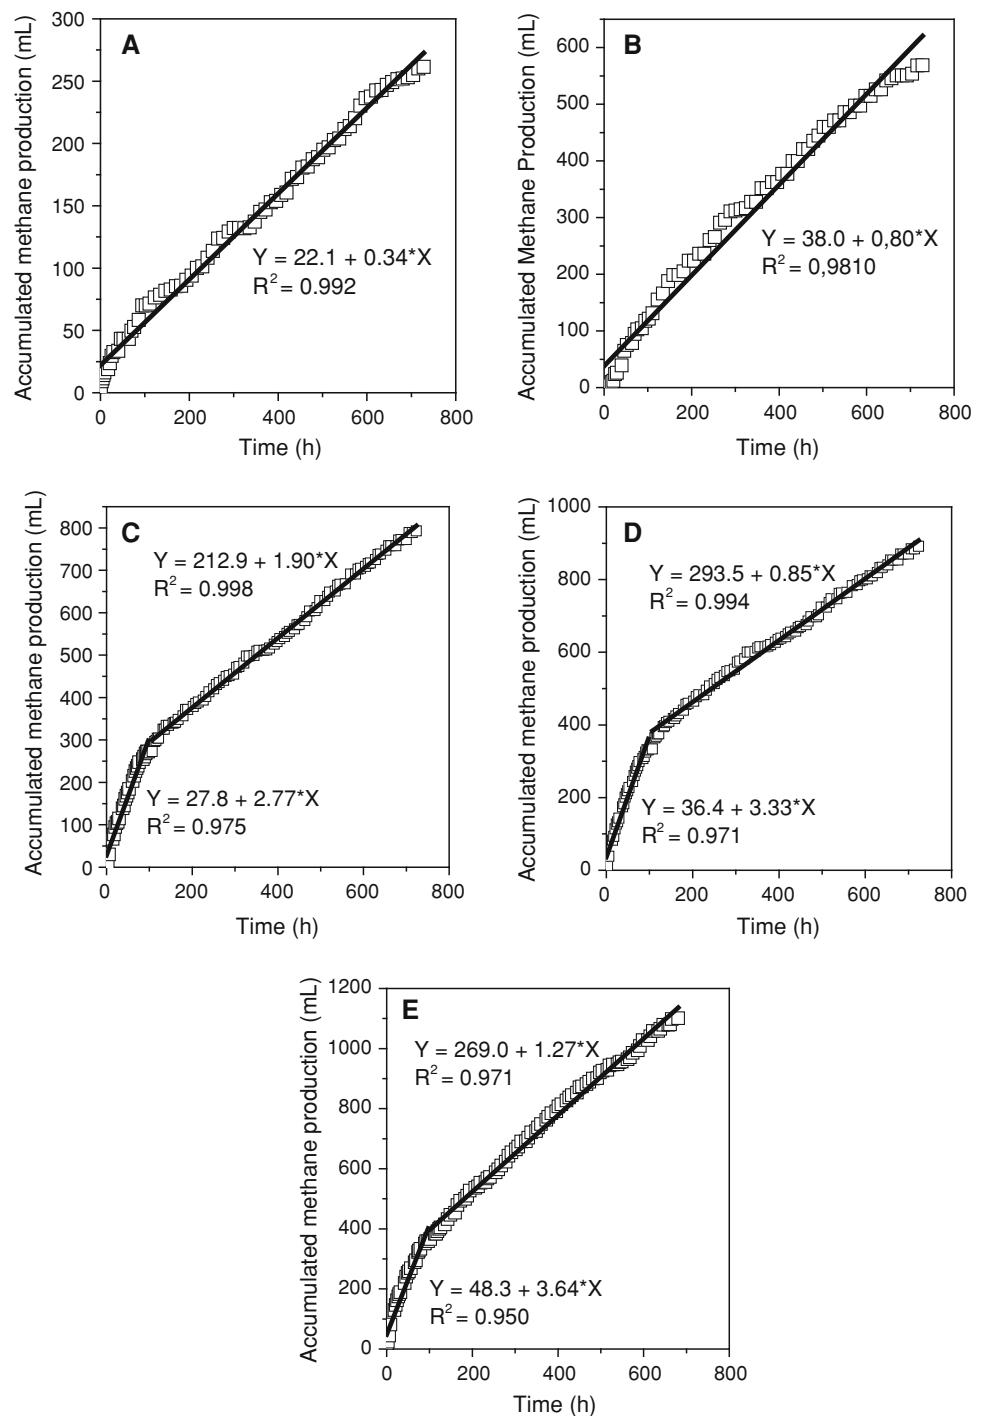 A
Accumulated methane production (mL)
300
250
200
150
100
50
0
Y = 22.1 + 0.34*X
R2 = 0.992
0 200 400 600 800
Time (h)
B
Accumulated Methane Production (mL)
600
500
400
300
200
100
0
Y = 38.0 + 0,80*X
R2 = 0,9810
0 200 400 600 800
Time (h)
C
Accumulated methane production (mL)
800
700
600
500
400
300
200
100
0
Y = 212.9 + 1.90*X
R2 = 0.998
Y = 27.8 + 2.77*X
R2 = 0.975
0 200 400 600 800
Time (h)
D
Accumulated methane production (mL)
1000
800
600
400
200
0
Y = 293.5 + 0.85*X
R2 = 0.994
Y = 36.4 + 3.33*X
R2 = 0.971
0 200 400 600 800
Time (h)
E
Accumulated methane production (mL)
1200
1000
800
600
400
200
0
Y = 269.0 + 1.27*X
R2 = 0.971
Y = 48.3 + 3.64*X
R2 = 0.950
0 200 400 600 800
Time (h)